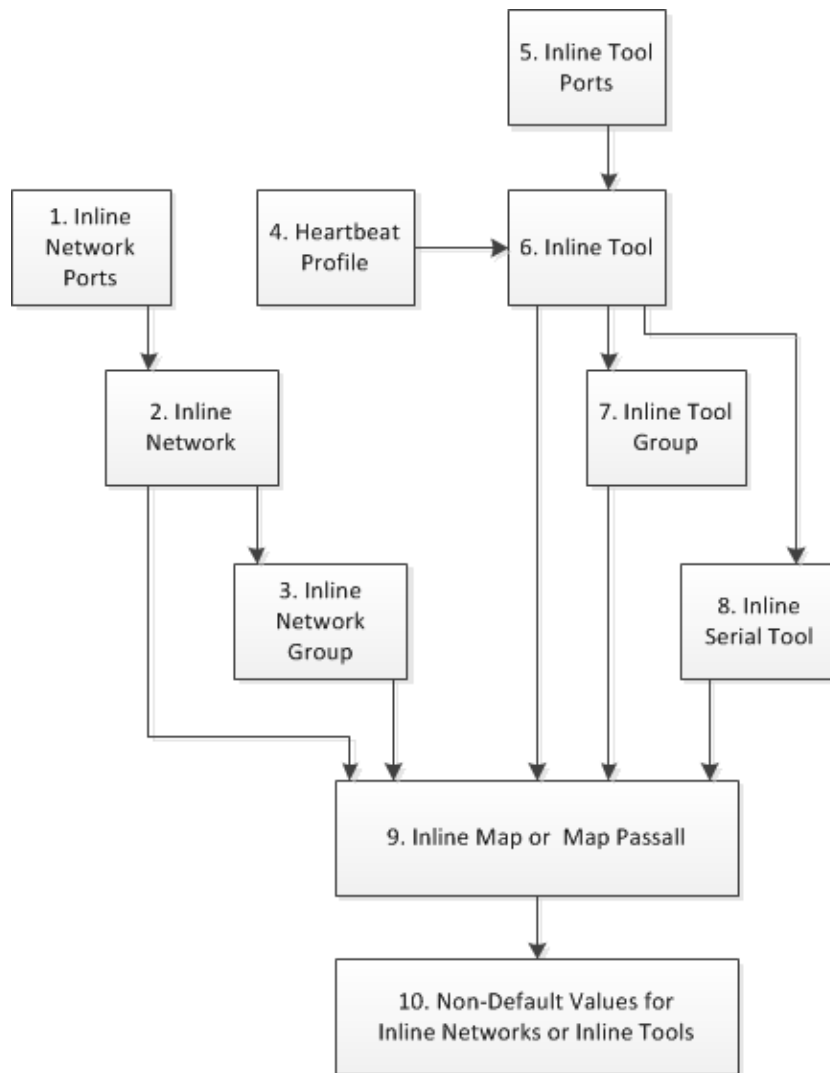 5. Inline Tool
Ports
1. Inline
Network
Ports
4. Heartbeat
Profile
6. Inline Tool
2. Inline
Network
7. Inline Tool
Group
3. Inline
Network
Group
8. Inline
Serial Tool
9. Inline Map or  Map Passall
10. Non-Default Values for
Inline Networks or Inline Tools